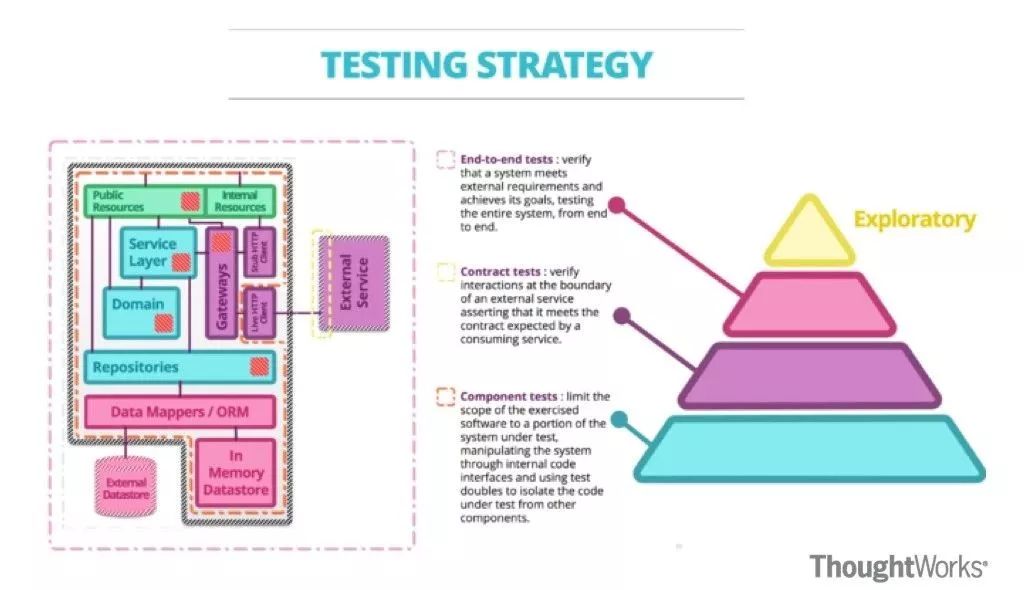 TESTING STRATEGY
Public
Resources
Internal
Resources
Service
Layer
Gateways
Stub HTTP
Client
Domain
Live HTTP
Client
External
Service
Repositories
Data Mappers / ORM
External
Datastore
In
Memory
Datastore
End-to-end tests : verify
that a system meets
external requirements and
achieves its goals, testing
the entire system, from end
to end.
Contract tests : verify
interactions at the boundary
of an external service
asserting that it meets the
contract expected by a
consuming service.
Component tests : limit the
scope of the exercised
software to a portion of the
system under test,
manipulating the system
through internal code
interfaces and using test
doubles to isolate the code
under test from other
components.
Exploratory
ThoughtWorks®